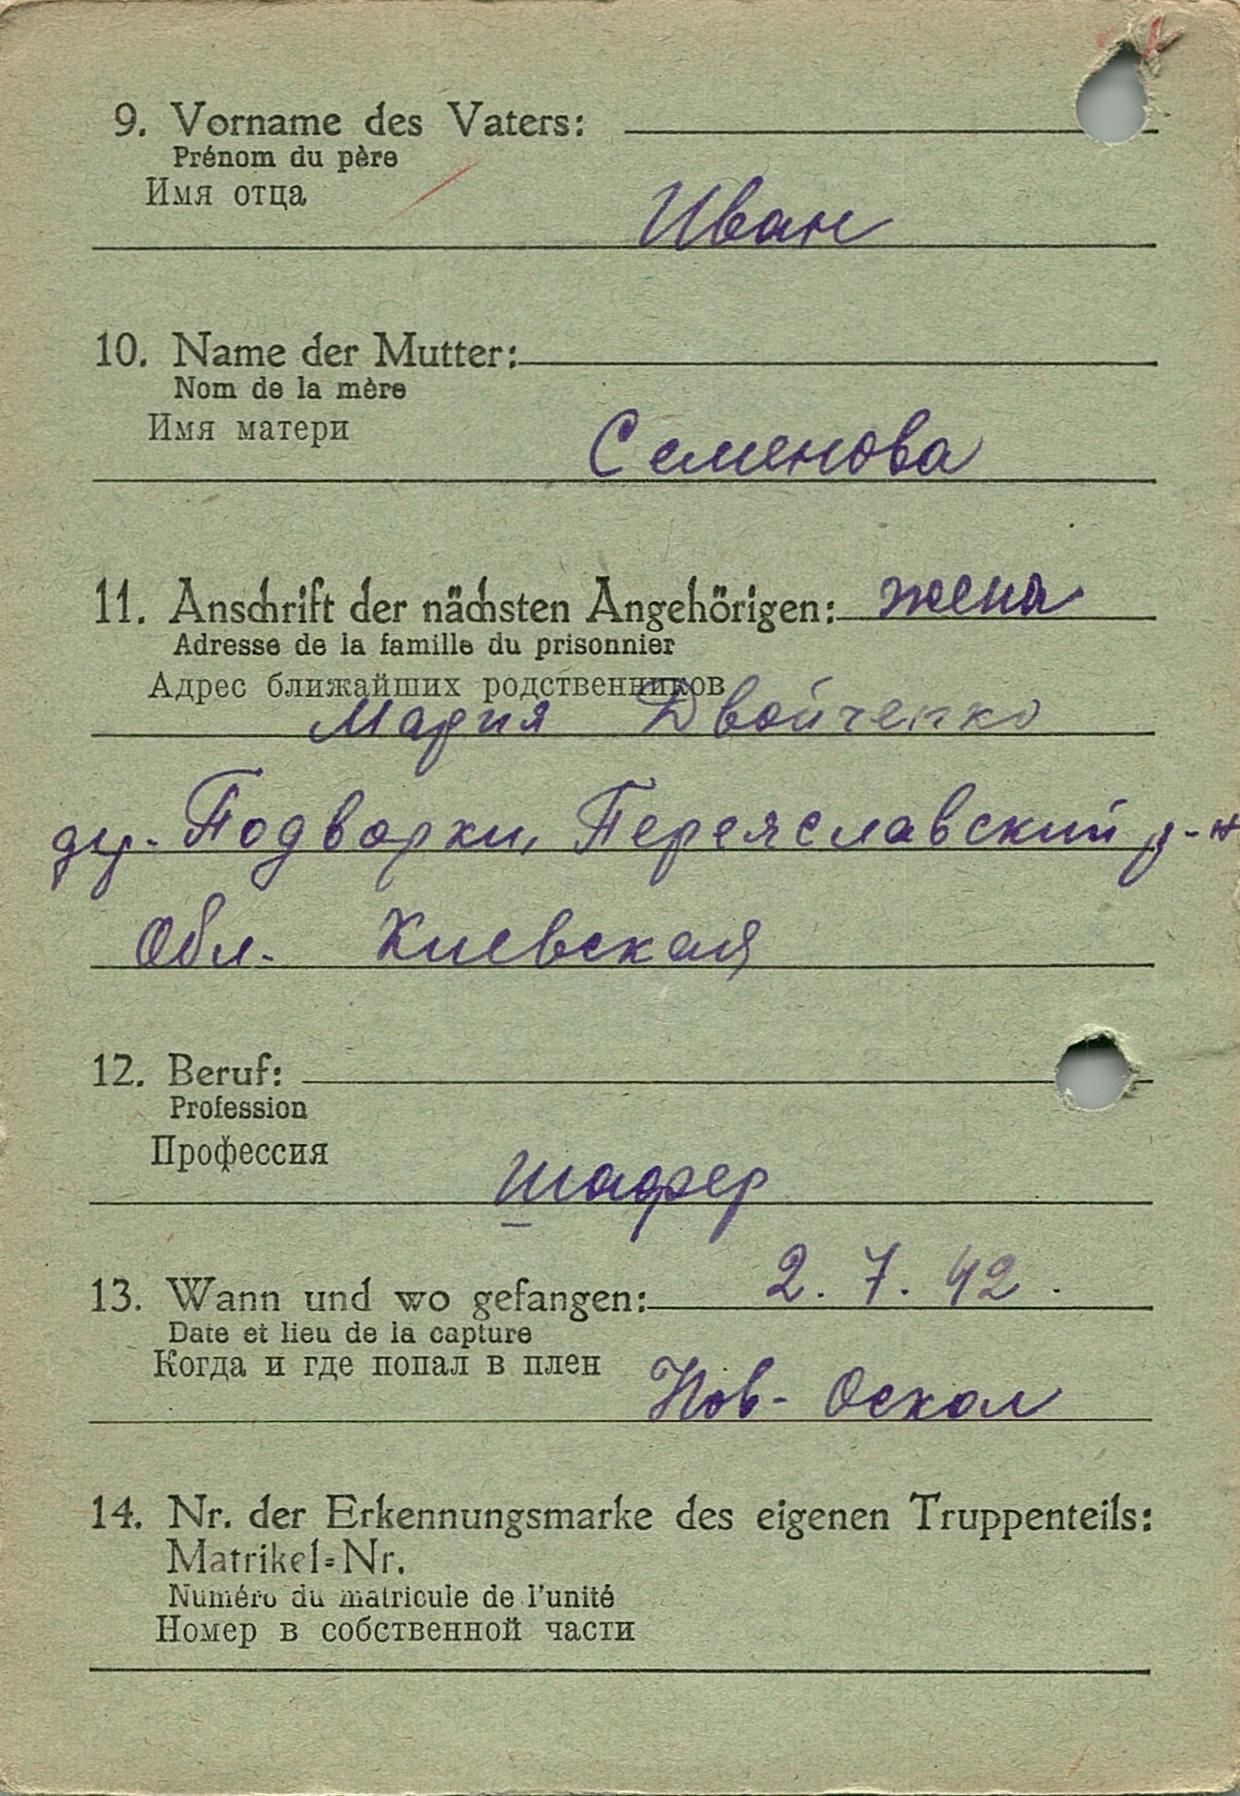 9. Vorname des Vaters:
Prénom du père
Имя отца
Иван
10. Name der Mutter:
Nom de la mère
Имя матери
Семенова
11. Anschrift der nächsten Angehörigen: жена
Adresse de la famille du prisonnier
Адрес ближайших родственников
Мария Двойченко
др. Подворки, Переяславский р-н
Обл. Киевская
12. Beruf:
Profession
Профессия
шофер
13. Wann und wo gefangen: 2. 7. 42.
Date et lieu de la capture
Когда и где попал в плен
Нов- Оскол
14. Nr. der Erkennungsmarke des eigenen Truppenteils:
Matrikel=Nr.
Numéro du matricule de l'unité
Номер в собственной части